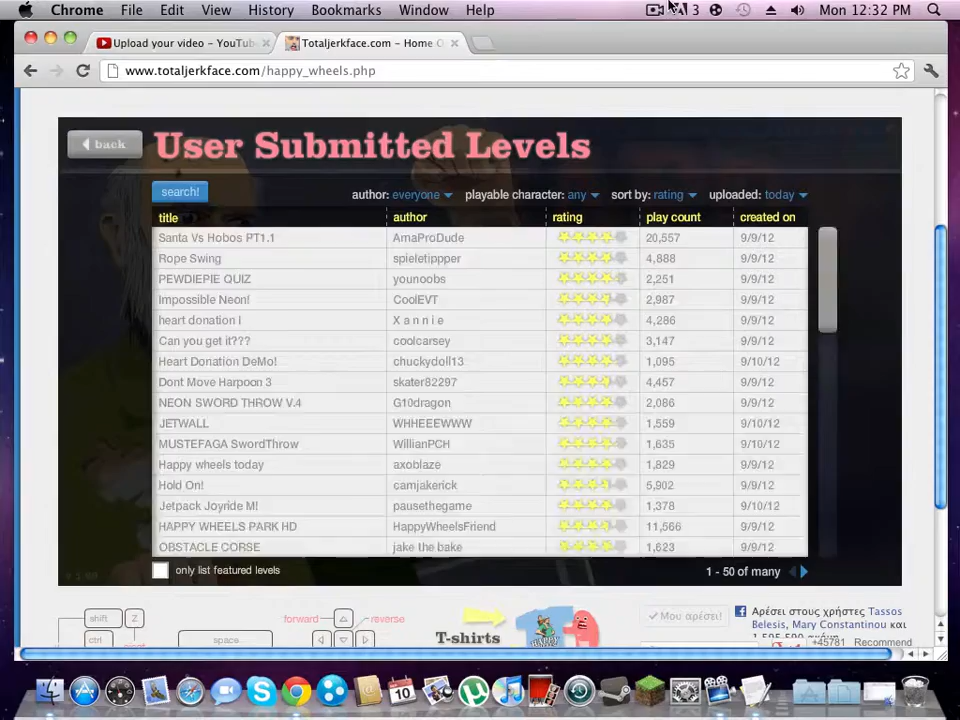 Chrome File Edit View History Bookmarks Window Help 3 Mon 12:32 PM
Upload your video – YouTub Totaljerkface.com – Home O
www.totaljerkface.com/happy_wheels.php
back User Submitted Levels
search! author: everyone playable character: any sort by: rating uploaded: today
title author rating play count created on
Santa Vs Hobos PT1.1 AmaProDude 20,557 9/9/12
Rope Swing spieletippper 4,888 9/9/12
PEWDIEPIE QUIZ younoobs 2,251 9/9/12
Impossible Neon! CoolEVT 2,987 9/9/12
heart donation I X a n n i e 4,286 9/9/12
Can you get it??? coolcarsey 3,147 9/9/12
Heart Donation DeMo! chuckydoll13 1,095 9/10/12
Dont Move Harpoon 3 skater82297 4,457 9/9/12
NEON SWORD THROW V.4 G10dragon 2,086 9/9/12
JETWALL WHHEEEWWW 1,559 9/10/12
MUSTEFAGA SwordThrow WillianPCH 1,635 9/10/12
Happy wheels today axoblaze 1,829 9/9/12
Hold On! camjakerick 5,902 9/9/12
Jetpack Joyride M! pausethegame 1,378 9/10/12
HAPPY WHEELS PARK HD HappyWheelsFriend 11,566 9/9/12
OBSTACLE CORSE jake the bake 1,623 9/9/12
only list featured levels 1 - 50 of many
shift Z forward reverse Μου αρέσει! Αρέσει στους χρήστες Tassos
Belesis, Mary Constantinou και
ctrl space T-shirts +45781 Recommend
10